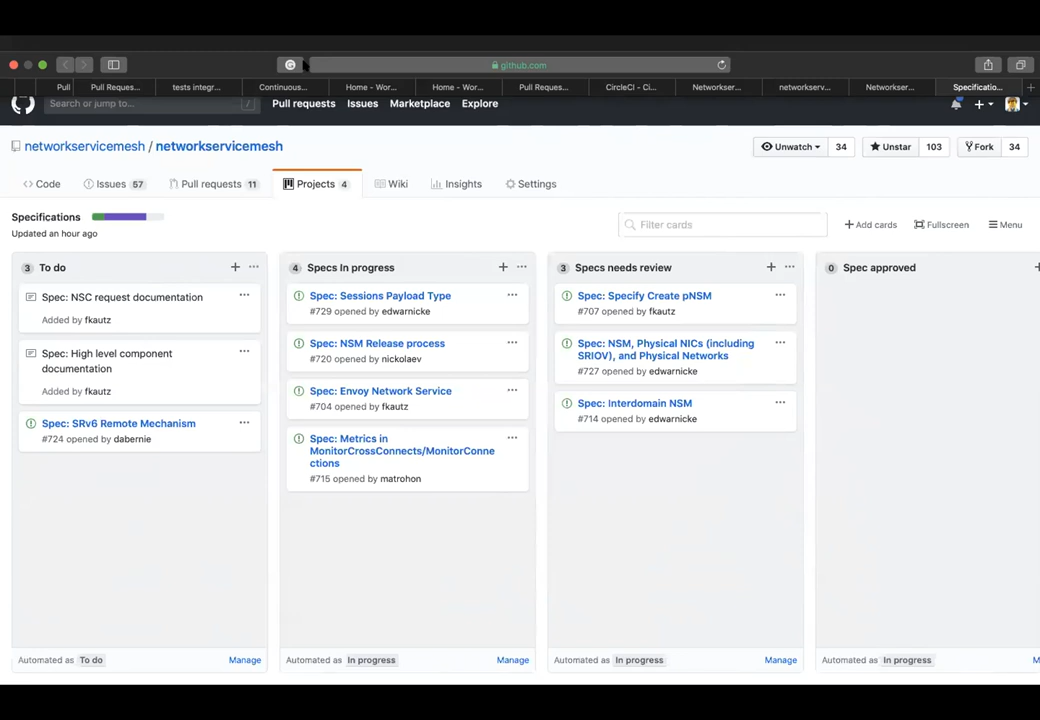 github.com
Pull
Pull Reques...
tests integr...
Continuous...
Home - Wor...
Home - Wor...
Pull Reques...
CircleCI - Ci...
Networkser...
networkserv...
Networkser...
Specificatio...
Search or jump to...
/
Pull requests
Issues
Marketplace
Explore
networkservicemesh / networkservicemesh
Unwatch
34
Unstar
103
Fork
34
Code
Issues 57
Pull requests 11
Projects 4
Wiki
Insights
Settings
Specifications
Updated an hour ago
Filter cards
Add cards
Fullscreen
Menu
3 To do
Spec: NSC request documentation
Added by fkautz
Spec: High level component
documentation
Added by fkautz
Spec: SRv6 Remote Mechanism
#724 opened by dabernie
Automated as To do
Manage
4 Specs In progress
Spec: Sessions Payload Type
#729 opened by edwarnicke
Spec: NSM Release process
#720 opened by nickolaev
Spec: Envoy Network Service
#704 opened by fkautz
Spec: Metrics in
MonitorCrossConnects/MonitorConne
ctions
#715 opened by matrohon
Automated as In progress
Manage
3 Specs needs review
Spec: Specify Create pNSM
#707 opened by fkautz
Spec: NSM, Physical NICs (including
SRIOV), and Physical Networks
#727 opened by edwarnicke
Spec: Interdomain NSM
#714 opened by edwarnicke
Automated as In progress
Manage
0 Spec approved
Automated as In progress
M